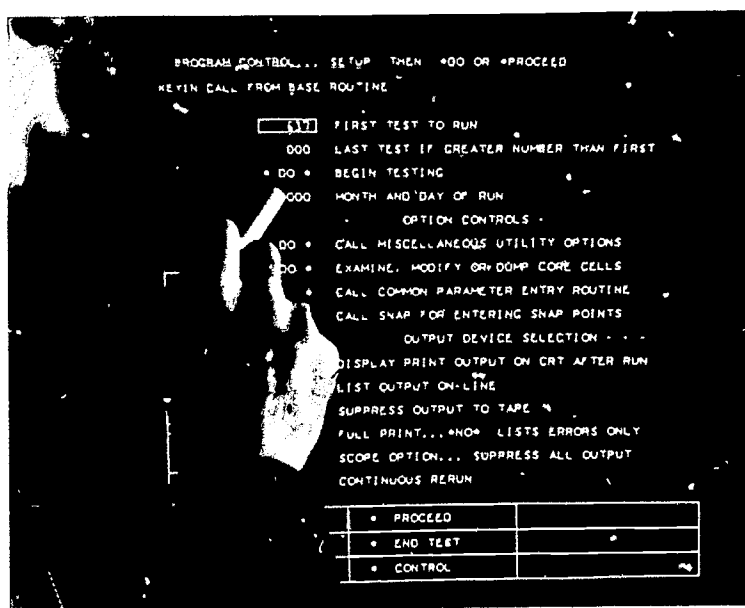 PROGRAM CONTROL... SETUP THEN *DO OR *PROCEED
KEYIN CALL FROM BASE ROUTINE
637 FIRST TEST TO RUN
000 LAST TEST IF GREATER NUMBER THAN FIRST
* DO * BEGIN TESTING
0000 MONTH AND DAY OF RUN
- OPTION CONTROLS -
DO * CALL MISCELLANEOUS UTILITY OPTIONS
DO * EXAMINE, MODIFY OR DUMP CORE CELLS
* CALL COMMON PARAMETER ENTRY ROUTINE
CALL SNAP FOR ENTERING SNAP POINTS
OUTPUT DEVICE SELECTION - - -
DISPLAY PRINT OUTPUT ON CRT AFTER RUN
LIST OUTPUT ON-LINE
SUPPRESS OUTPUT TO TAPE
FULL PRINT...*NO* LISTS ERRORS ONLY
SCOPE OPTION... SUPPRESS ALL OUTPUT
CONTINUOUS RERUN
* PROCEED
* END TEST
* CONTROL